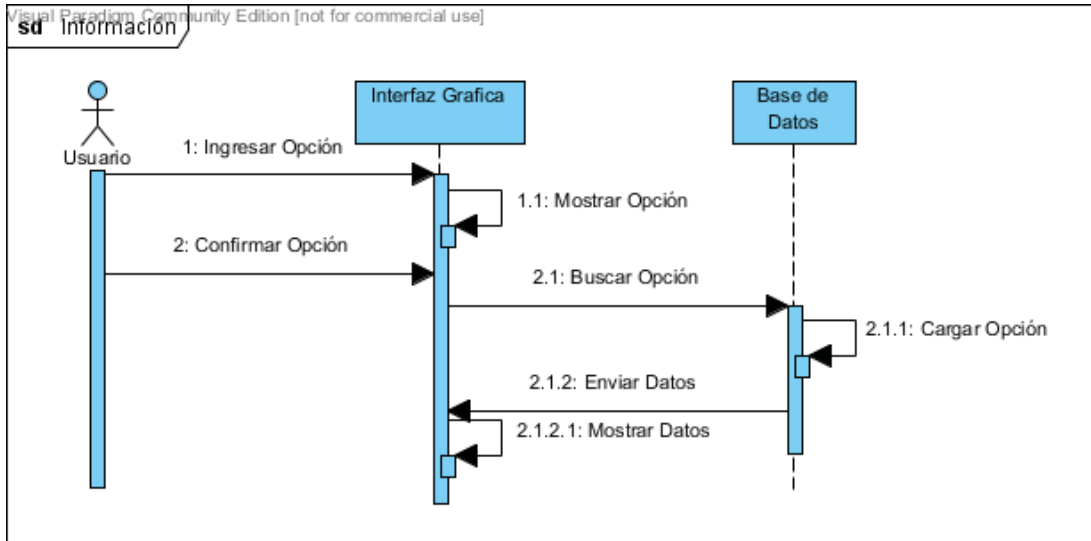 Visual Paradigm Community Edition [not for commercial use]
sd Información
Interfaz Grafica
Base de
Datos
Usuario
1: Ingresar Opción
1.1: Mostrar Opción
2: Confirmar Opción
2.1: Buscar Opción
2.1.1: Cargar Opción
2.1.2: Enviar Datos
2.1.2.1: Mostrar Datos